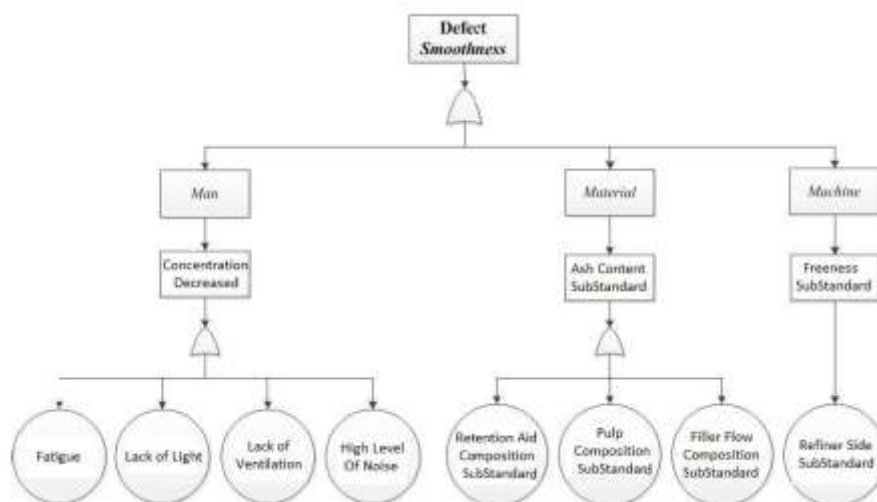 Defect
Smoothness
Man
Material
Machine
Concentration
Decreased
Ash Content
SubStandard
Freeness
SubStandard
Fatigue
Lack of Light
Lack of
Ventilation
High Level
Of Noise
Retention Aid
Composition
SubStandard
Pulp
Composition
SubStandard
Filler Flow
Composition
SubStandard
Refiner Side
SubStandard